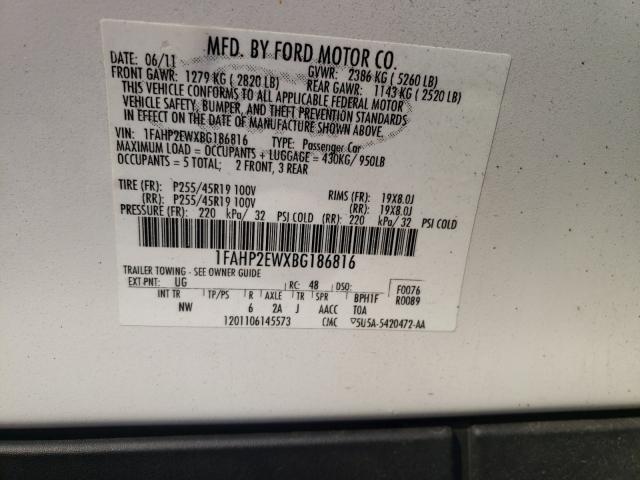 MFD. BY FORD MOTOR CO.
DATE: 06/11 GVWR: 2386 KG ( 5260 LB)
FRONT GAWR: 1279 KG ( 2820 LB) REAR GAWR: 1143 KG ( 2520 LB)
THIS VEHICLE CONFORMS TO ALL APPLICABLE FEDERAL MOTOR
VEHICLE SAFETY, BUMPER, AND THEFT PREVENTION STANDARDS
IN EFFECT ON THE DATE OF MANUFACTURE SHOWN ABOVE.
VIN: 1FAHP2EWXBG186816 TYPE: Passenger Car
MAXIMUM LOAD = OCCUPANTS + LUGGAGE = 430KG/ 950LB
OCCUPANTS = 5 TOTAL; 2 FRONT, 3 REAR
TIRE (FR): P255/45R19 100V RIMS (FR): 19X8.0J
(RR): P255/45R19 100V (RR): 19X8.0J
PRESSURE (FR): 220 kPa/ 32 PSI COLD (RR): 220 kPa/ 32 PSI COLD
1FAHP2EWXBG186816
TRAILER TOWING - SEE OWNER GUIDE
EXT PNT: UG RC: 48 DSO: F0076
INT TR TP/PS R AXLE TR SPR BPH1F R0089
NW 6 2A J AACC TOA
1201106145573 CMC ▽5U5A-5420472-AA